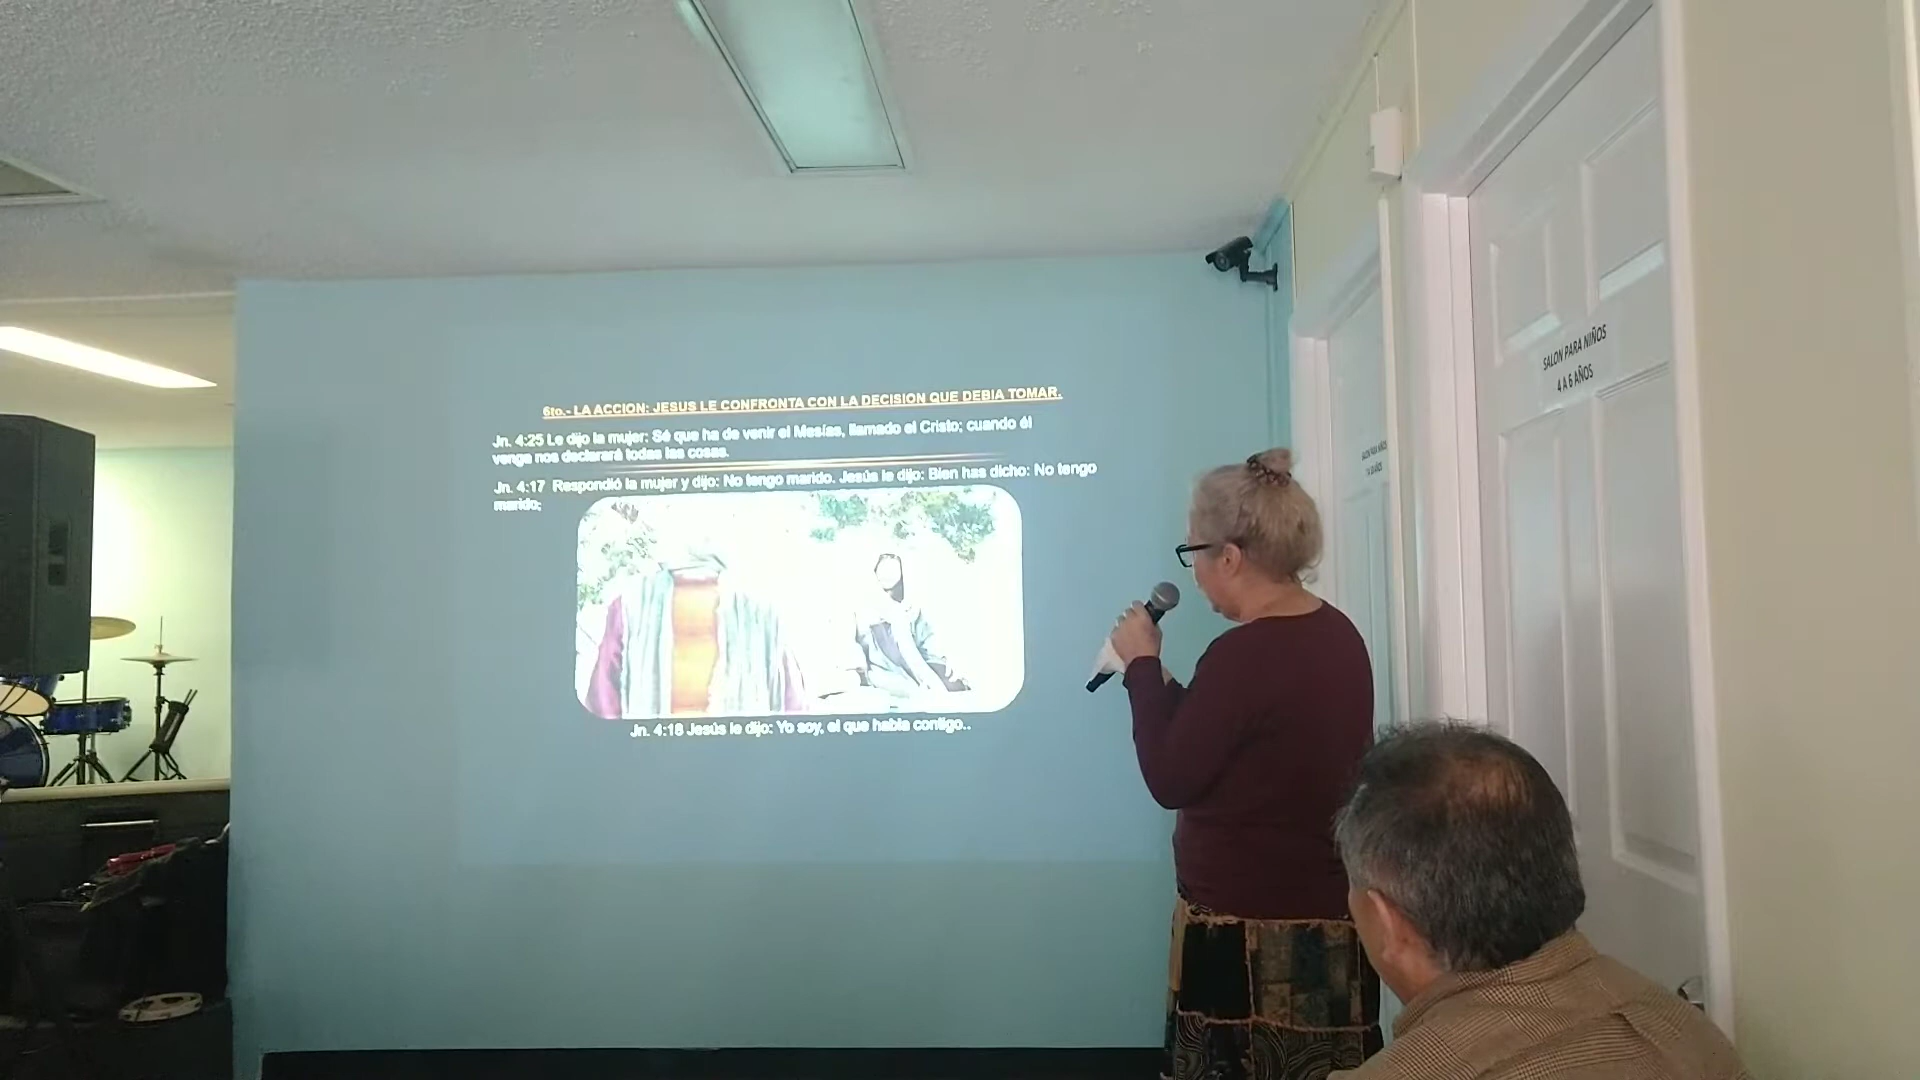 6to.- LA ACCION: JESUS LE CONFRONTA CON LA DECISION QUE DEBIA TOMAR.
Jn. 4:25 Le dijo la mujer: Sé que ha de venir el Mesías, llamado el Cristo; cuando él
venga nos declarará todas las cosas.
Jn. 4:17 Respondió la mujer y dijo: No tengo marido. Jesús le dijo: Bien has dicho: No tengo
marido;
Jn. 4:18 Jesús le dijo: Yo soy, el que habla contigo..
SALON PARA NIÑOS
4 A 6 AÑOS
SALON PARA NIÑOS